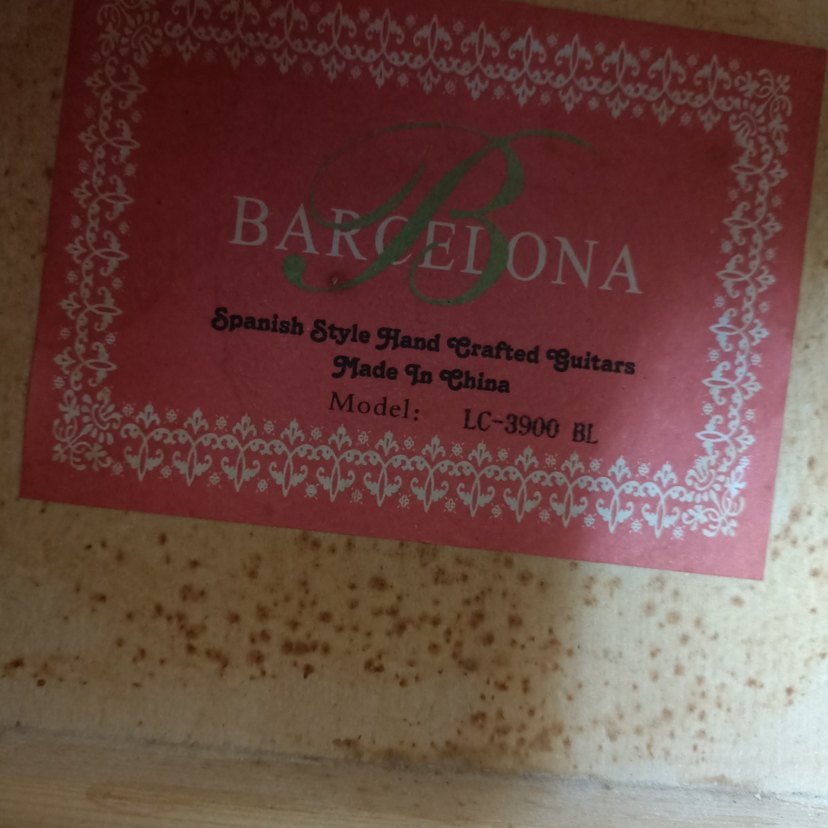 B
BARCELONA
Spanish Style Hand Crafted Guitars
Made In China
Model: LC-3900 BL